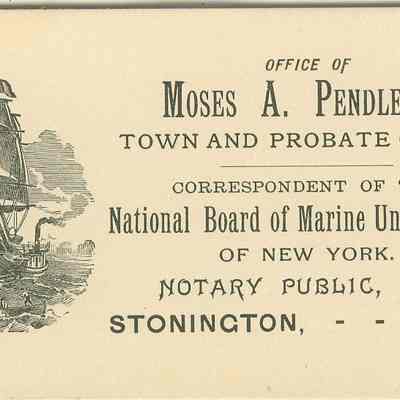 OFFICE OF
MOSES A. PENDLE
TOWN AND PROBATE
CORRESPONDENT OF
National Board of Marine Un
OF NEW YORK.
NOTARY PUBLIC,
STONINGTON, - -